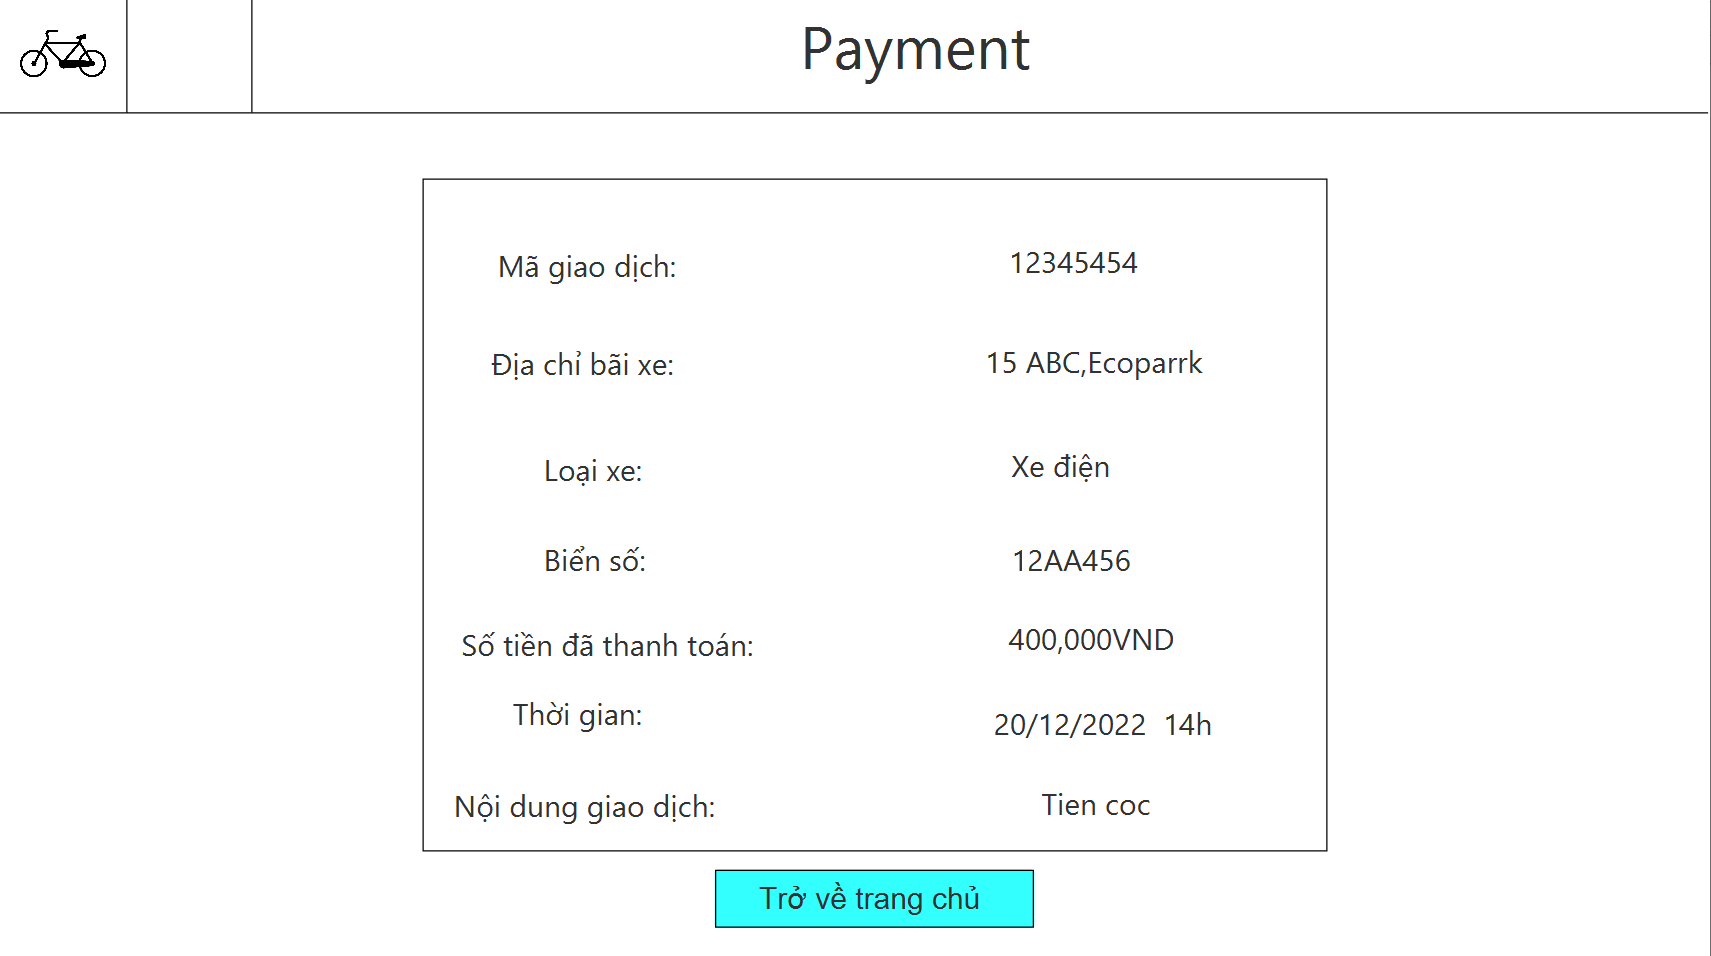 Payment
Mã giao dịch: 12345454
Địa chỉ bãi xe: 15 ABC,Ecoparrk
Loại xe: Xe điện
Biển số: 12AA456
Số tiền đã thanh toán: 400,000VND
Thời gian: 20/12/2022 14h
Nội dung giao dịch: Tien coc
Trở về trang chủ